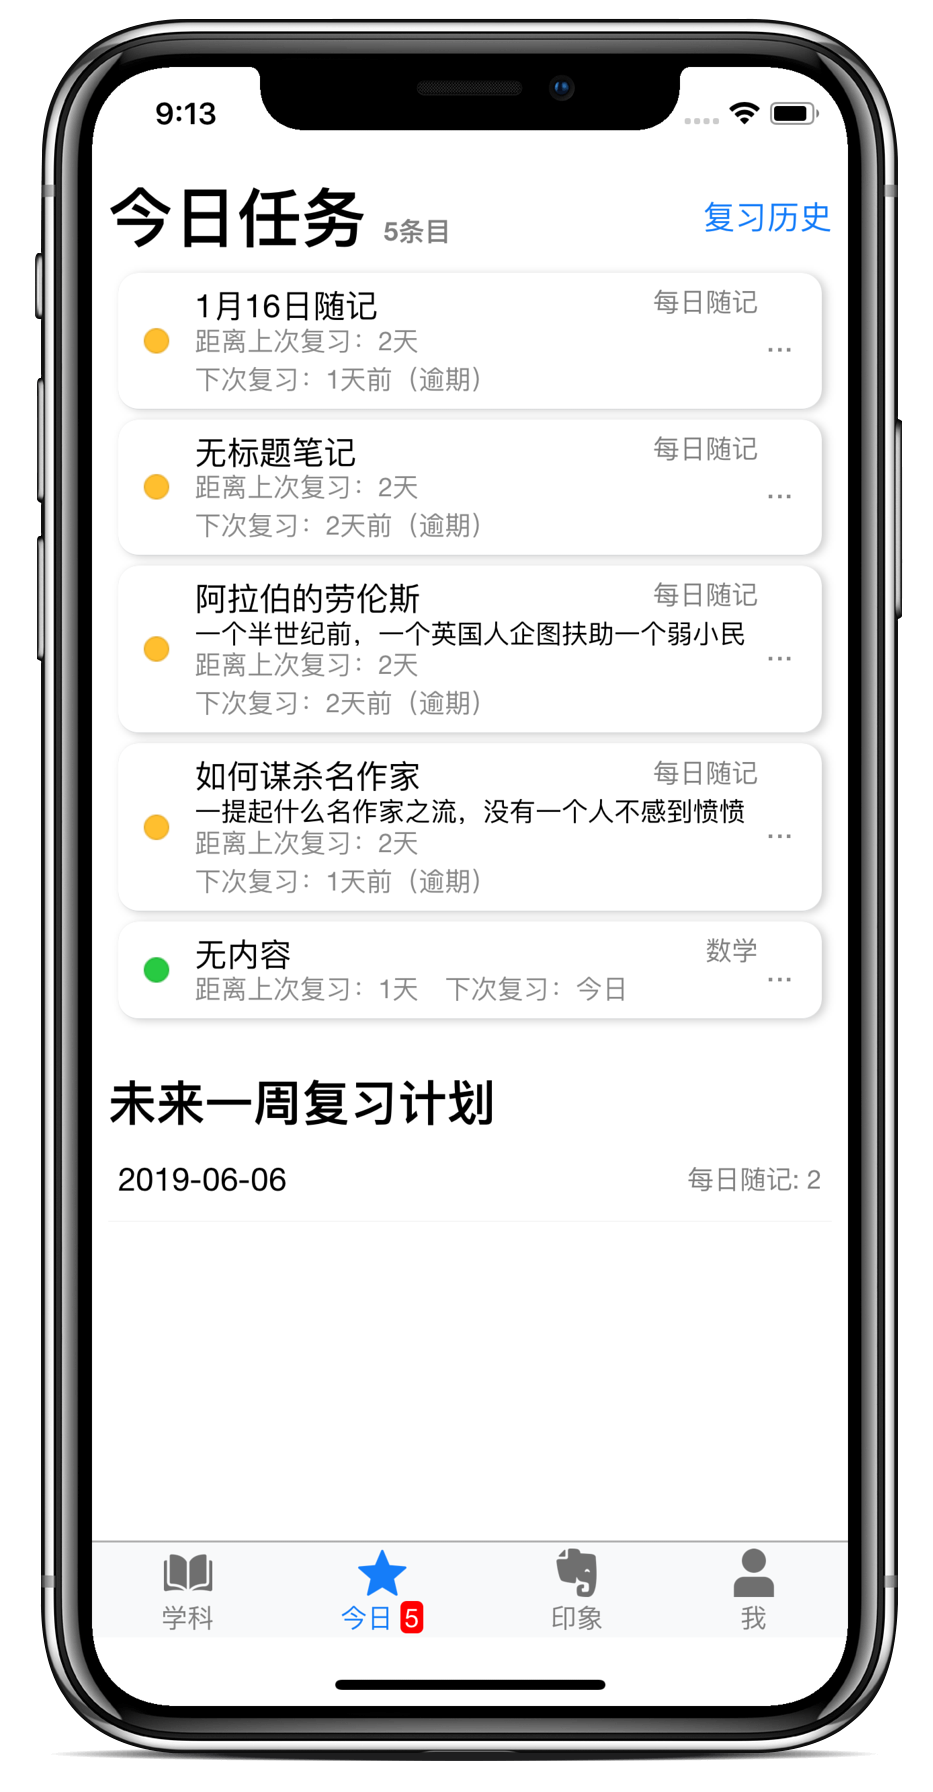 9:13
今日任务 5条目 复习历史
1月16日随记 每日随记
距离上次复习：2天
...
下次复习：1天前（逾期）
无标题笔记 每日随记
距离上次复习：2天
...
下次复习：2天前（逾期）
阿拉伯的劳伦斯 每日随记
一个半世纪前，一个英国人企图扶助一个弱小民
距离上次复习：2天
...
下次复习：2天前（逾期）
如何谋杀名作家 每日随记
一提起什么名作家之流，没有一个人不感到愤愤
距离上次复习：2天
...
下次复习：1天前（逾期）
无内容 数学
距离上次复习：1天 下次复习：今日
...
未来一周复习计划
2019-06-06 每日随记: 2
学科 今日 5 印象 我